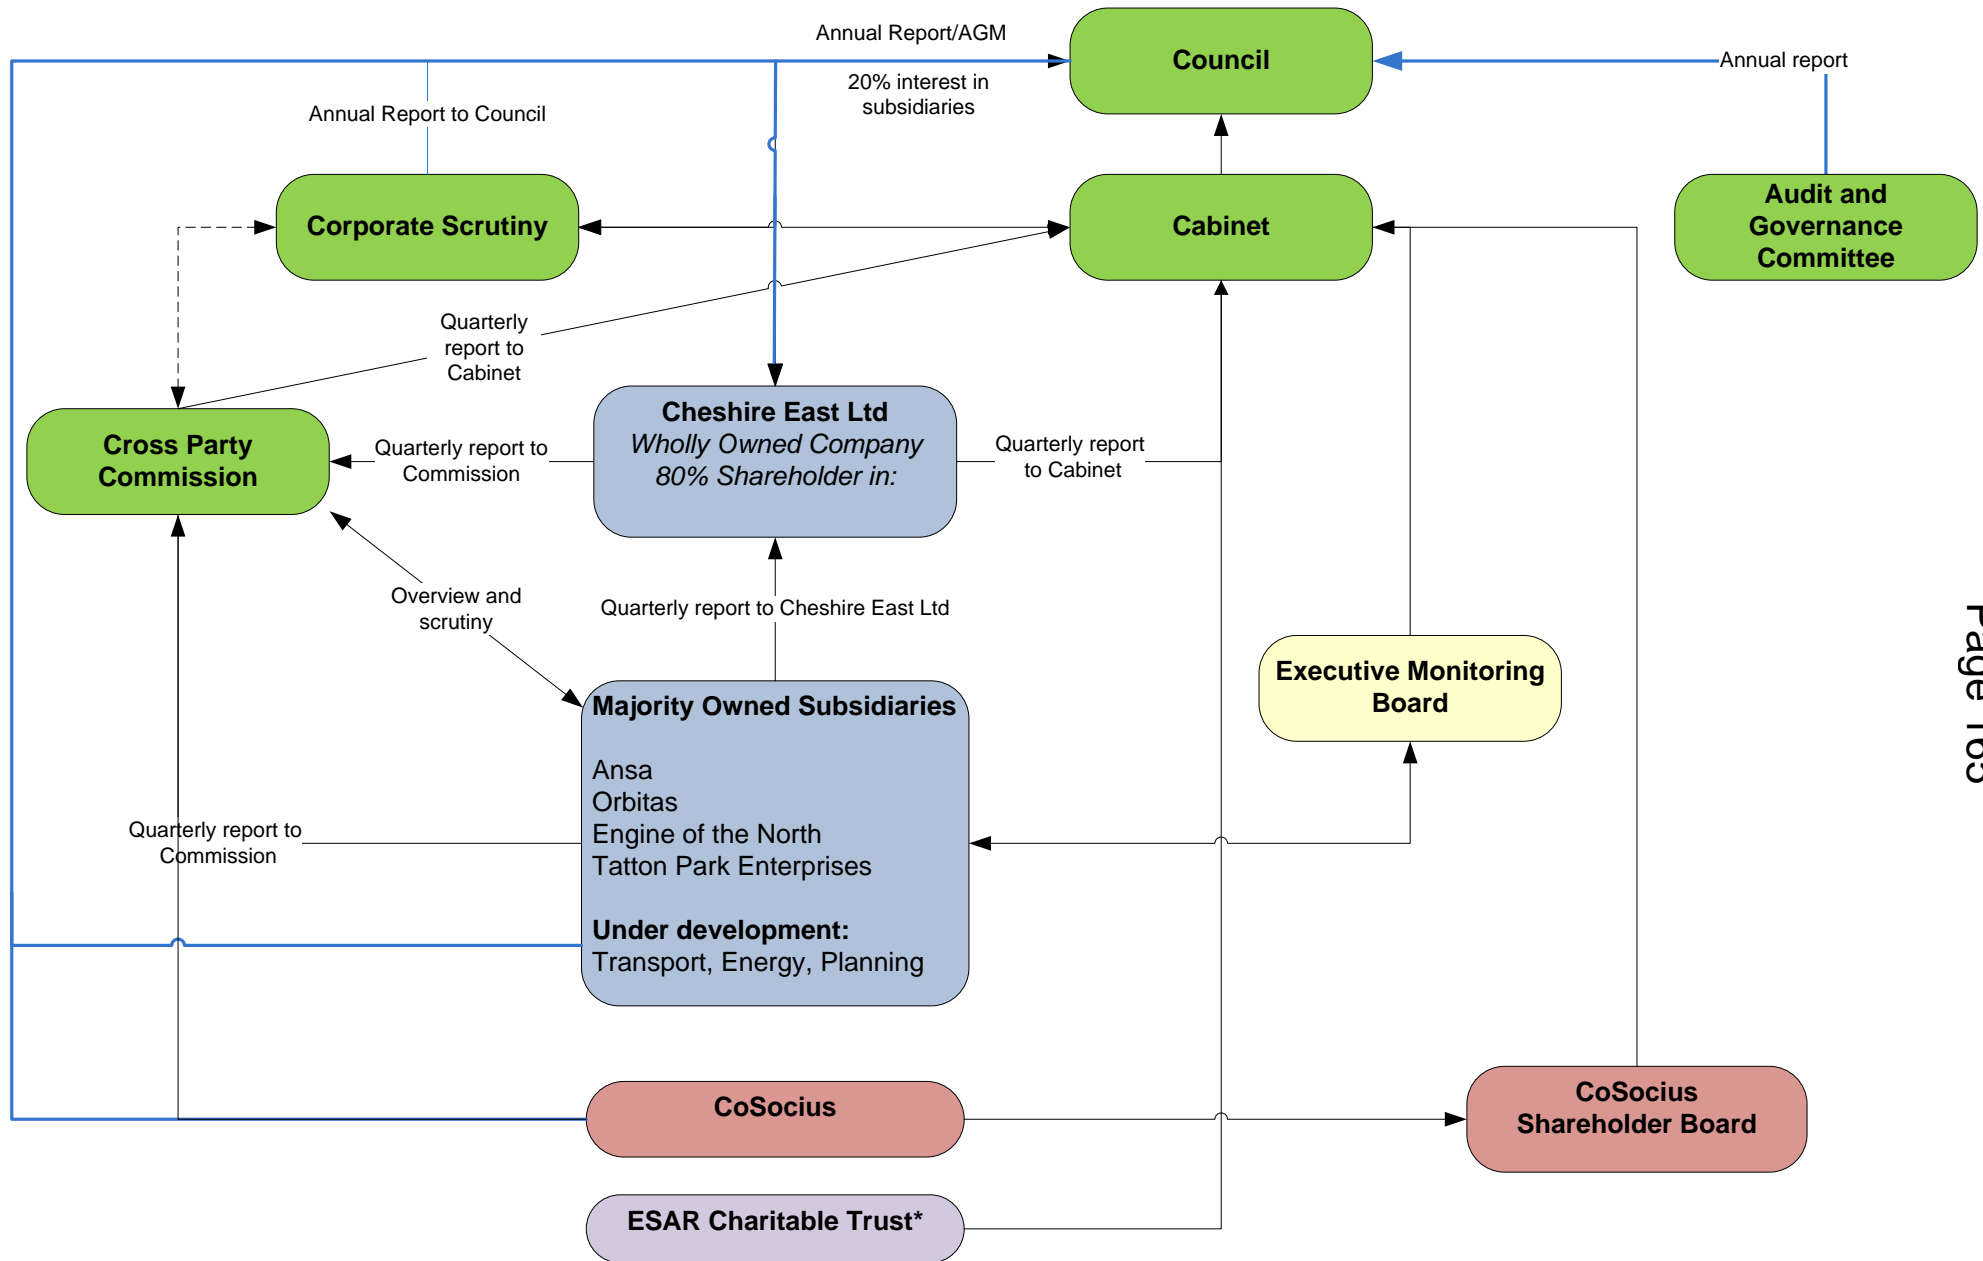 Annual Report/AGM
Council
Annual report
20% interest in
subsidiaries
Annual Report to Council
Corporate Scrutiny
Cabinet
Audit and
Governance
Committee
Quarterly
report to
Cabinet
Cheshire East Ltd
Wholly Owned Company
80% Shareholder in:
Cross Party
Commission
Quarterly report to
Commission
Quarterly report
to Cabinet
Overview and
scrutiny
Quarterly report to Cheshire East Ltd
Executive Monitoring
Board
Page 165
Majority Owned Subsidiaries
Ansa
Orbitas
Engine of the North
Tatton Park Enterprises
Under development:
Transport, Energy, Planning
Quarterly report to
Commission
CoSocius
CoSocius
Shareholder Board
ESAR Charitable Trust*